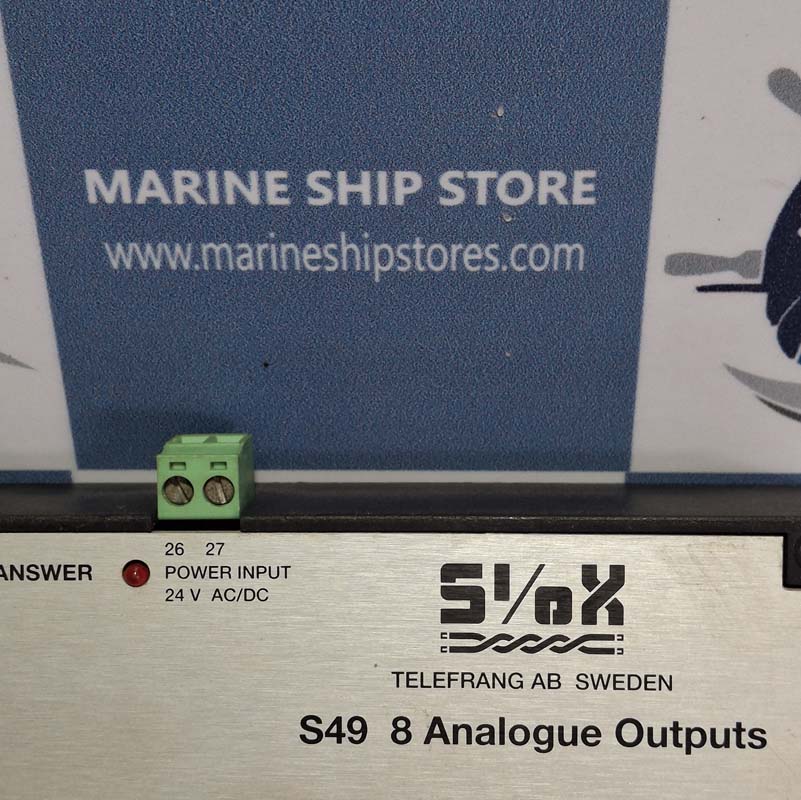 MARINE SHIP STORE
www.marineshipstores.com
26 27
ANSWER POWER INPUT
24 V AC/DC
SI/OX
TELEFRANG AB SWEDEN
S49 8 Analogue Outputs